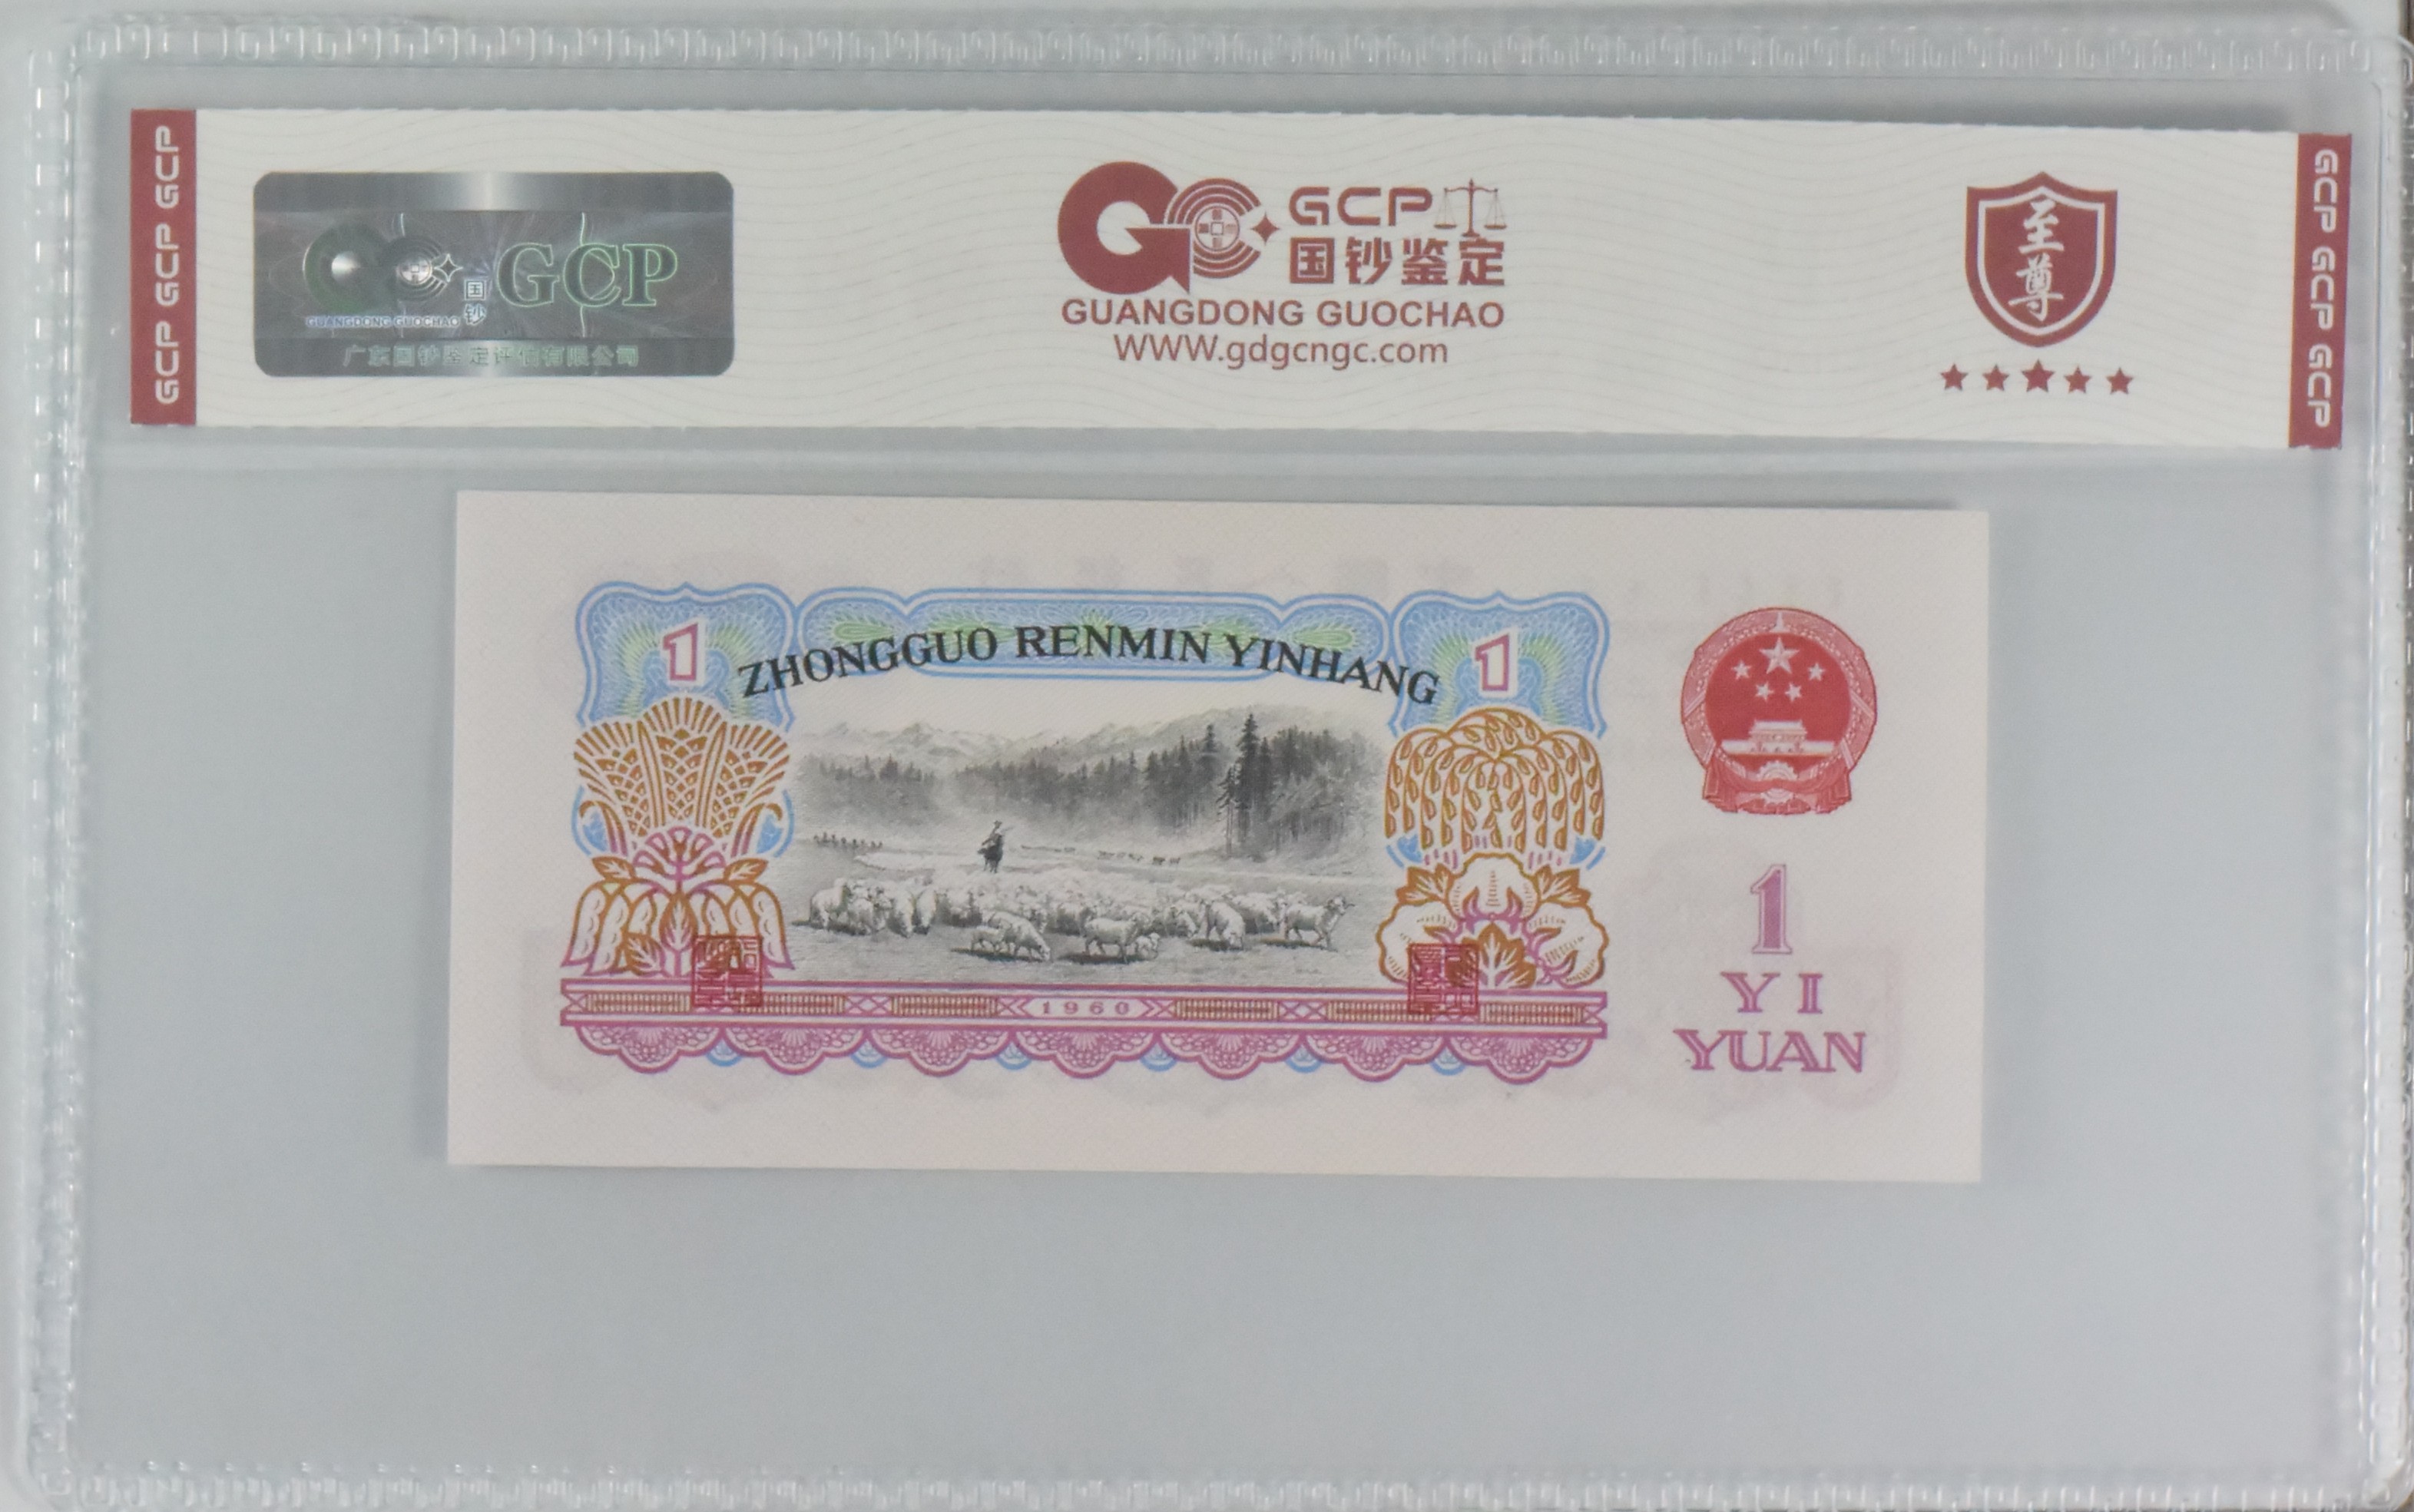 GCP GCP GCP
GCP
国钞
GUANGDONG GUOCHAO
广东国钞鉴定评估有限公司
GCP
国钞鉴定
GUANGDONG GUOCHAO
WWW.gdgcngc.com
至尊
GCP GCP GCP
1
ZHONGGUO RENMIN YINHANG
1
1960
1
YI
YUAN